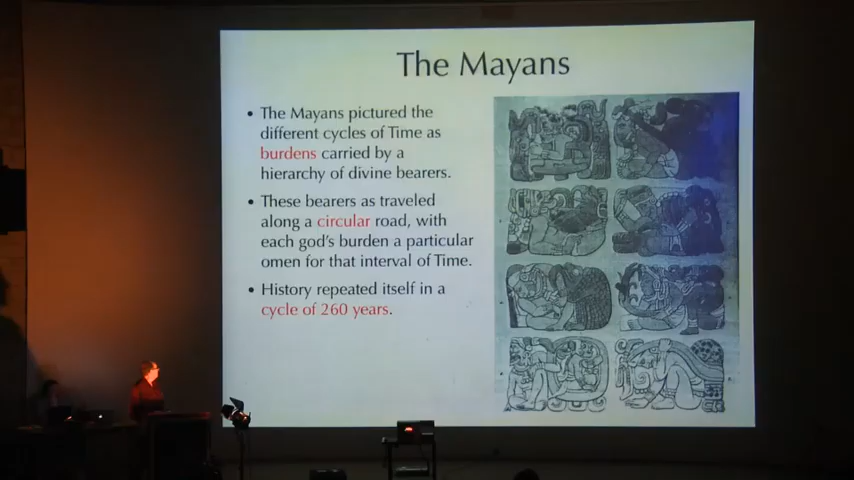 The Mayans
• The Mayans pictured the
different cycles of Time as
burdens carried by a
hierarchy of divine bearers.
• These bearers as traveled
along a circular road, with
each god's burden a particular
omen for that interval of Time.
• History repeated itself in a
cycle of 260 years.